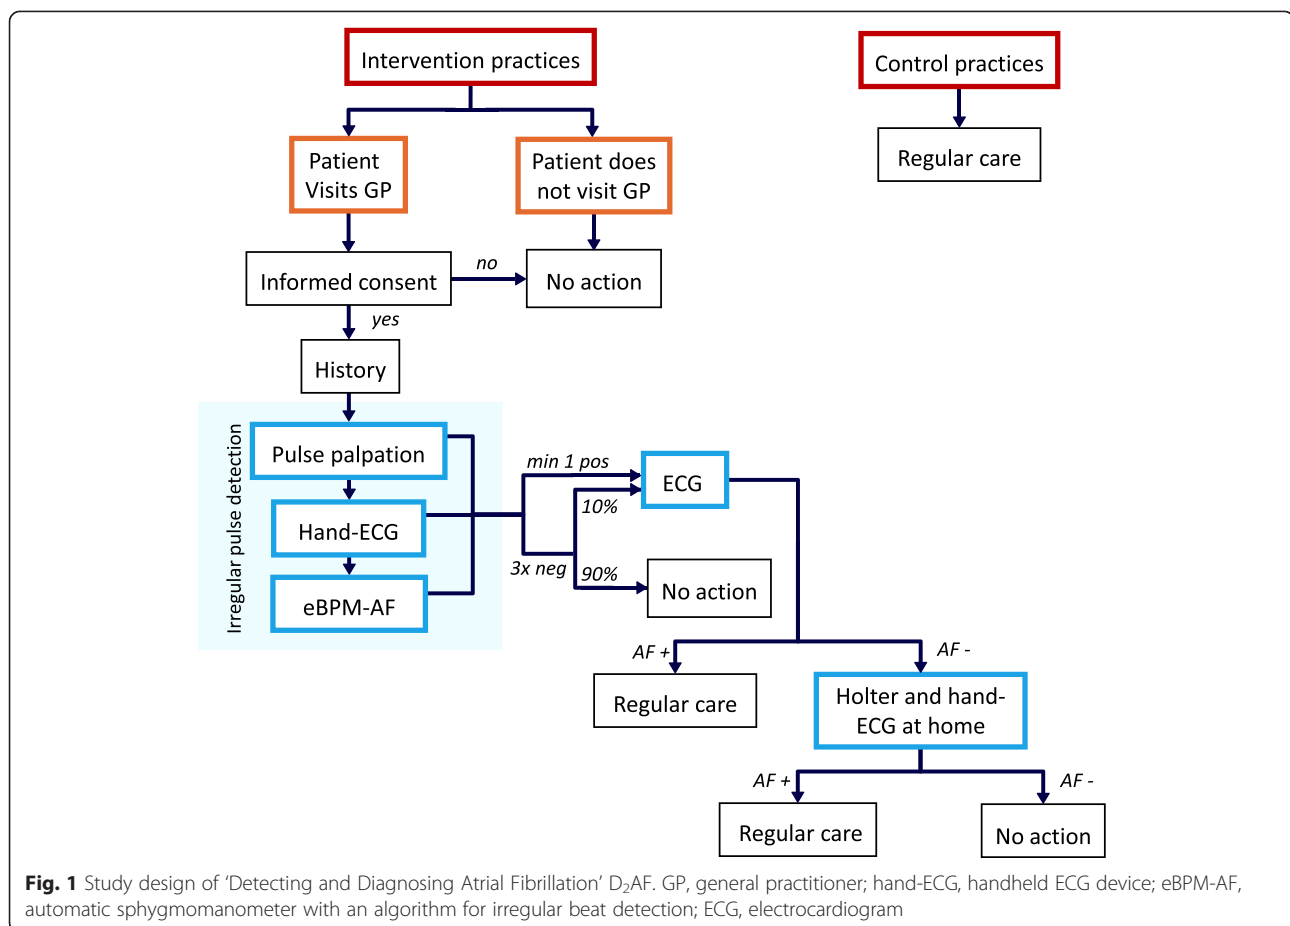 Intervention practices
Control practices
Patient
Visits GP
Patient does
not visit GP
Regular care
Informed consent
no
No action
yes
History
Irregular pulse detection
Pulse palpation
Hand-ECG
eBPM-AF
min 1 pos
ECG
10%
3x neg
90%
No action
AF +
AF -
Regular care
Holter and hand-
ECG at home
AF +
AF -
Regular care
No action
Fig. 1 Study design of ‘Detecting and Diagnosing Atrial Fibrillation’ D₂AF. GP, general practitioner; hand-ECG, handheld ECG device; eBPM-AF,
automatic sphygmomanometer with an algorithm for irregular beat detection; ECG, electrocardiogram